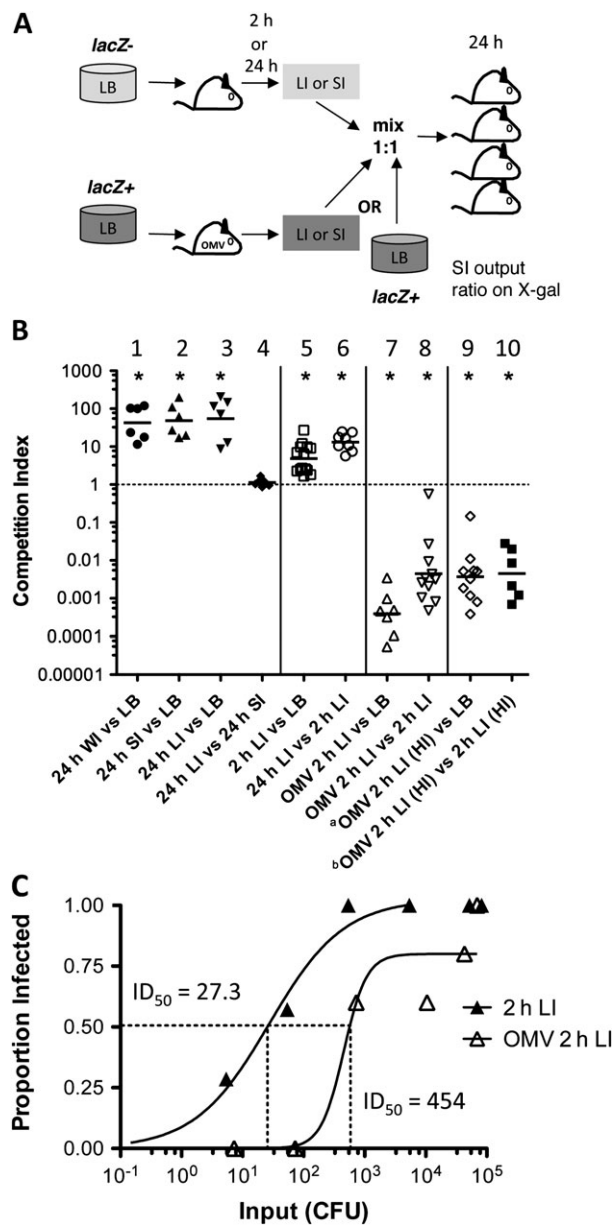 A
lacZ-
LB
2 h
or
24 h
LI or SI
24 h
mix
1:1
lacZ+
LB
OMV
LI or SI
OR
LB
lacZ+
SI output
ratio on X-gal
B
1 2 3 4 5 6 7 8 9 10
* * * * * * * * *
Competition Index
1000
100
10
1
0.1
0.01
0.001
0.0001
0.00001
24 h WI vs LB
24 h SI vs LB
24 h LI vs LB
24 h LI vs 24 h SI
2 h LI vs LB
24 h LI vs 2 h LI
OMV 2 h LI vs LB
OMV 2 h LI vs 2 h LI
aOMV 2 h LI (HI) vs LB
bOMV 2 h LI (HI) vs 2 h LI (HI)
C
Proportion Infected
1.00
0.75
0.50
0.25
0.00
ID50 = 27.3
2 h LI
OMV 2 h LI
ID50 = 454
10-1 100 101 102 103 104 105
Input (CFU)